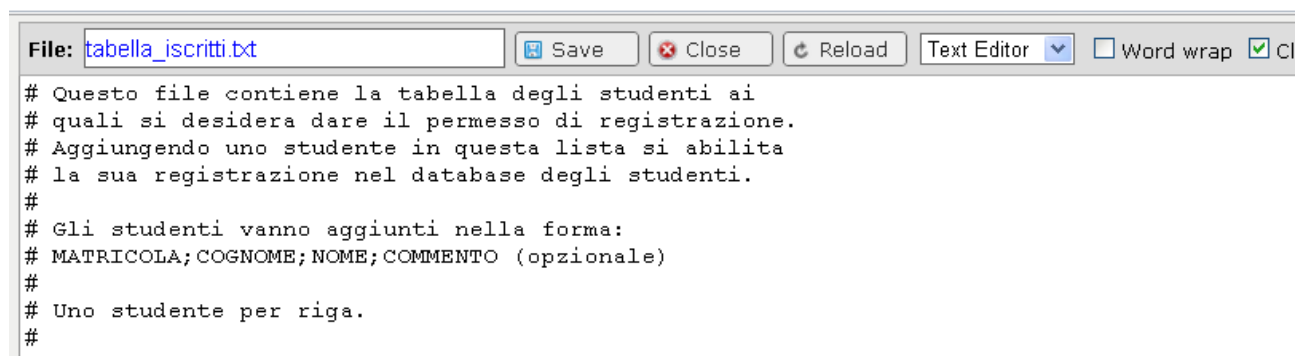 File: tabella_iscritti.txt Save Close Reload Text Editor Word wrap Cl
# Questo file contiene la tabella degli studenti ai
# quali si desidera dare il permesso di registrazione.
# Aggiungendo uno studente in questa lista si abilita
# la sua registrazione nel database degli studenti.
#
# Gli studenti vanno aggiunti nella forma:
# MATRICOLA;COGNOME;NOME;COMMENTO (opzionale)
#
# Uno studente per riga.
#